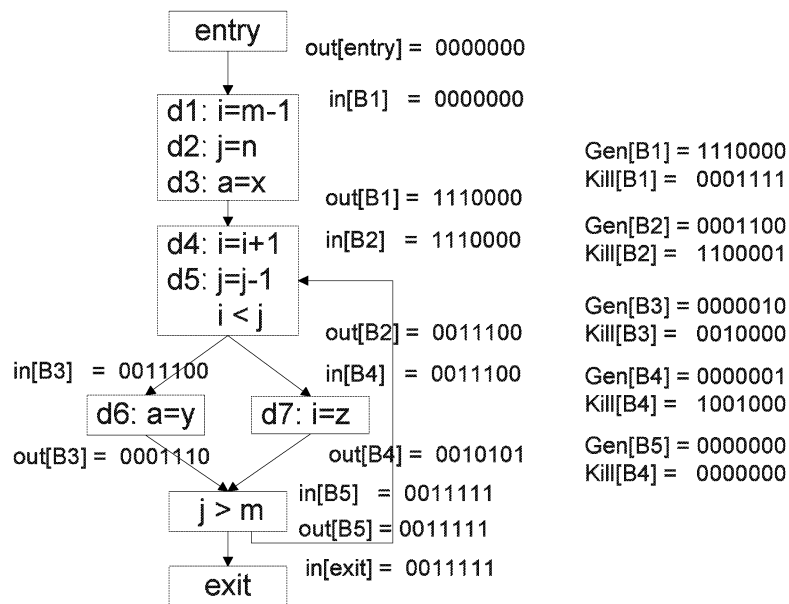 entry
out[entry] = 0000000
d1: i=m-1
d2: j=n
d3: a=x
in[B1] = 0000000
Gen[B1] = 1110000
Kill[B1] = 0001111
out[B1] = 1110000
d4: i=i+1
d5: j=j-1
i < j
in[B2] = 1110000
Gen[B2] = 0001100
Kill[B2] = 1100001
out[B2] = 0011100
Gen[B3] = 0000010
Kill[B3] = 0010000
in[B3] = 0011100
in[B4] = 0011100
Gen[B4] = 0000001
Kill[B4] = 1001000
d6: a=y
d7: i=z
out[B3] = 0001110
out[B4] = 0010101
Gen[B5] = 0000000
Kill[B4] = 0000000
in[B5] = 0011111
j > m
out[B5] = 0011111
in[exit] = 0011111
exit